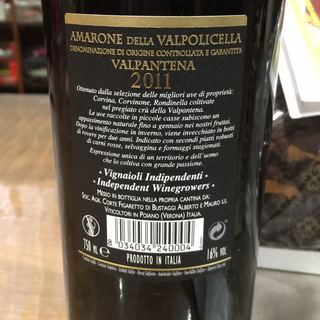 AMARONE DELLA VALPOLICELLA
DENOMINAZIONE DI ORIGINE CONTROLLATA E GARANTITA
VALPANTENA
2011
Ottenuto dalla selezione delle migliori uve di proprietà:
Corvina, Corvinone, Rondinella coltivate
nel pregiato crù della Valpantena.
Le uve raccolte in piccole casse subiscono un
appassimento naturale fino a gennaio nei nostri fruttai.
Dopo la vinificazione in inverno, viene invecchiato in botti
di rovere per due anni. Indicato con secondi piatti robusti
di carni rosse, selvaggina e formaggi stagionati.
Espressione unica di un territorio e dell'uomo
che lo coltiva con grande passione.
- Vignaioli Indipendenti -
- Independent Winegrowers -
MESSO IN BOTTIGLIA NELLA PROPRIA CANTINA DA:
SOC. AGR. CORTE FIGARETTO DI BUSTAGGI ALBERTO E MAURO S.S.
VITICOLTORI IN POIANO (VERONA) ITALIA.
750 ML e
8 034034 240004
16% VOL
PRODOTTO IN ITALIA